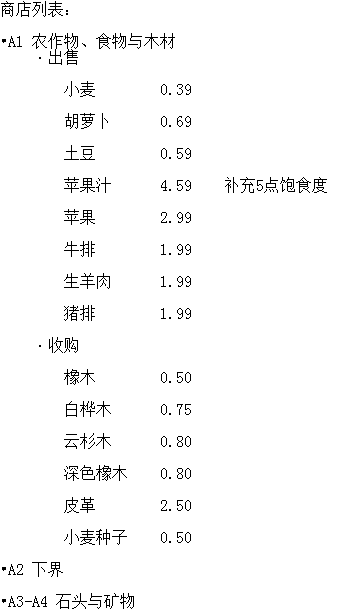 商店列表：
•A1 农作物、食物与木材
·出售
小麦 0.39
胡萝卜 0.69
土豆 0.59
苹果汁 4.59 补充5点饱食度
苹果 2.99
牛排 1.99
生羊肉 1.99
猪排 1.99
·收购
橡木 0.50
白桦木 0.75
云杉木 0.80
深色橡木 0.80
皮革 2.50
小麦种子 0.50
•A2 下界
•A3-A4 石头与矿物